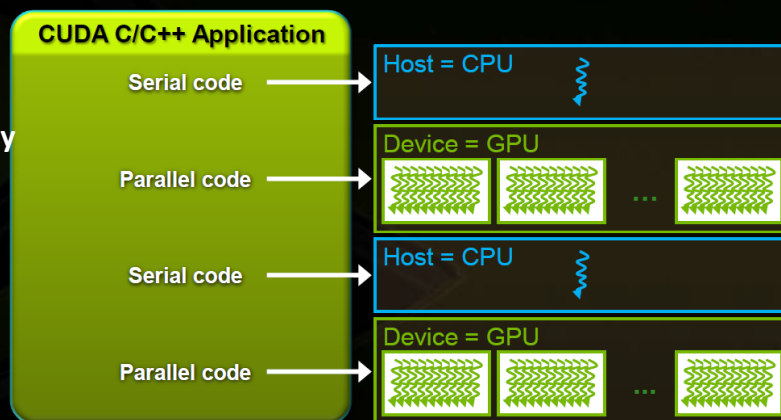 CUDA C/C++ Application
Serial code
Host = CPU
y
Device = GPU
Parallel code
...
Serial code
Host = CPU
Device = GPU
Parallel code
...